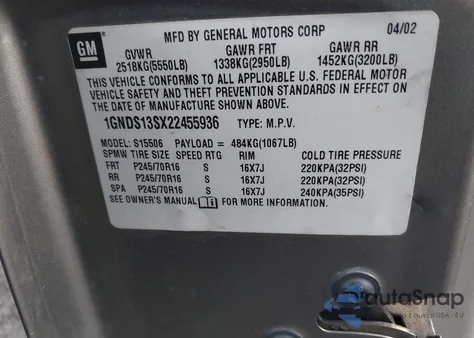 GM
MFD BY GENERAL MOTORS CORP 04/02
GVWR GAWR FRT GAWR RR
2518KG(5550LB) 1338KG(2950LB) 1452KG(3200LB)
THIS VEHICLE CONFORMS TO ALL APPLICABLE U.S. FEDERAL MOTOR
VEHICLE SAFETY AND THEFT PREVENTION STANDARDS IN EFFECT ON
THE DATE OF MANUFACTURE SHOWN ABOVE.
1GNDS13SX22455936 TYPE: M.P.V.
MODEL: S15506 PAYLOAD = 484KG(1067LB)
SPMW TIRE SIZE SPEED RTG RIM COLD TIRE PRESSURE
FRT P245/70R16 S 16X7J 220KPA(32PSI)
RR P245/70R16 S 16X7J 220KPA(32PSI)
SPA P245/70R16 S 16X7J 240KPA(35PSI)
SEE OWNER'S MANUAL FOR MORE INFORMATION
autaSnap